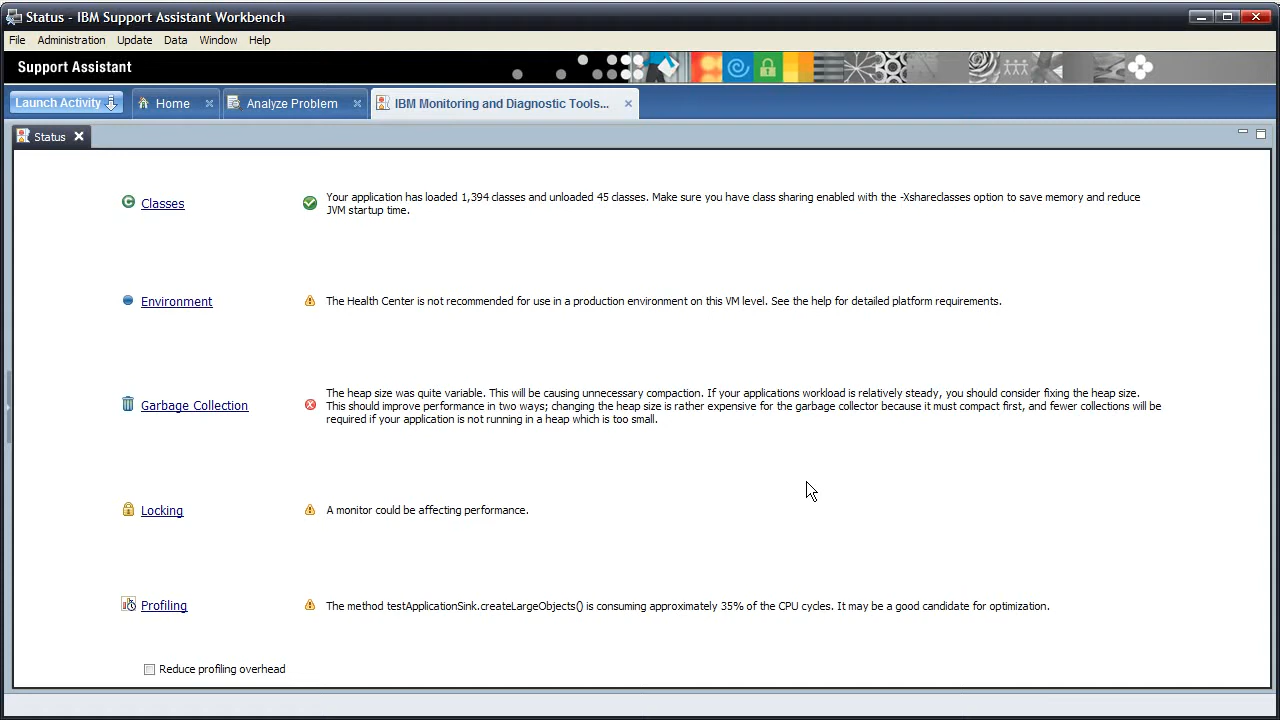 Status - IBM Support Assistant Workbench
File Administration Update Data Window Help
Support Assistant
Launch Activity Home Analyze Problem IBM Monitoring and Diagnostic Tools...
Status
Classes
Your application has loaded 1,394 classes and unloaded 45 classes. Make sure you have class sharing enabled with the -Xshareclasses option to save memory and reduce
JVM startup time.
Environment
The Health Center is not recommended for use in a production environment on this VM level. See the help for detailed platform requirements.
Garbage Collection
The heap size was quite variable. This will be causing unnecessary compaction. If your applications workload is relatively steady, you should consider fixing the heap size.
This should improve performance in two ways; changing the heap size is rather expensive for the garbage collector because it must compact first, and fewer collections will be
required if your application is not running in a heap which is too small.
Locking
A monitor could be affecting performance.
Profiling
The method testApplicationSink.createLargeObjects() is consuming approximately 35% of the CPU cycles. It may be a good candidate for optimization.
Reduce profiling overhead